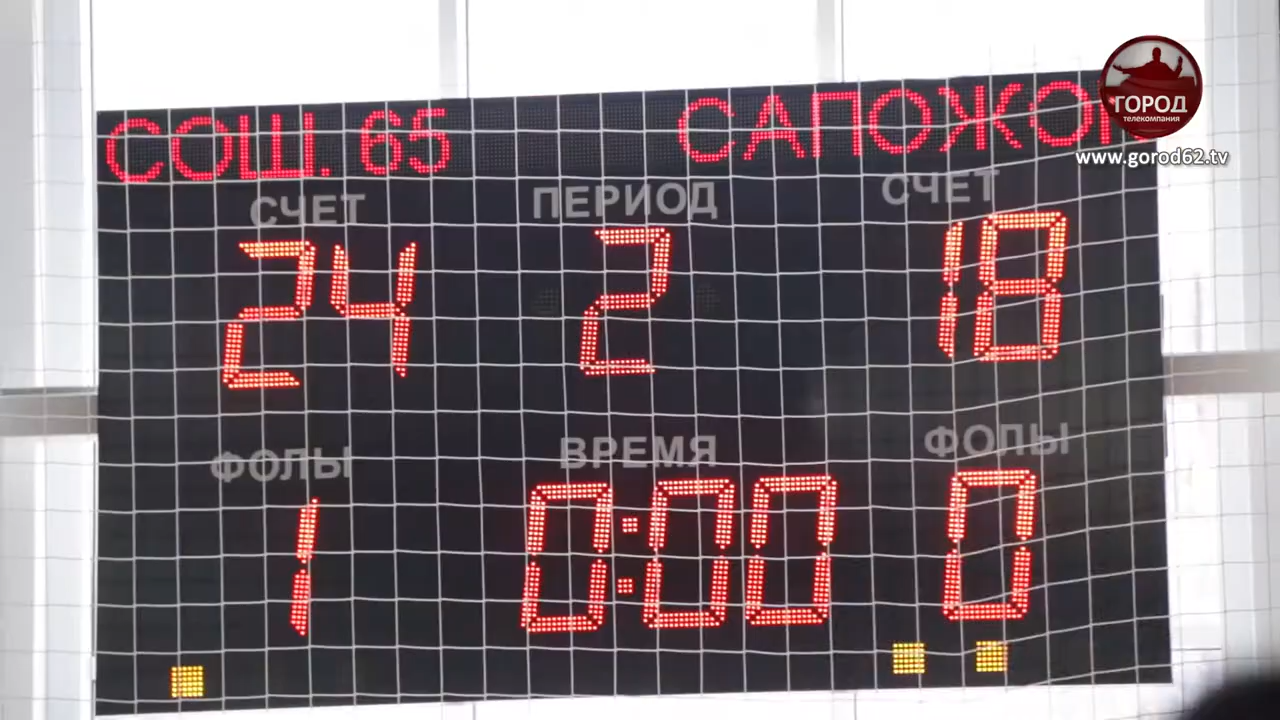 СОШ. 65 САПОЖО
ГОРОД
телекомпания
www.gorod62.tv
СЧЕТ ПЕРИОД СЧЕТ
24 2 18
ФОЛЫ ВРЕМЯ ФОЛЫ
1 0:00 0